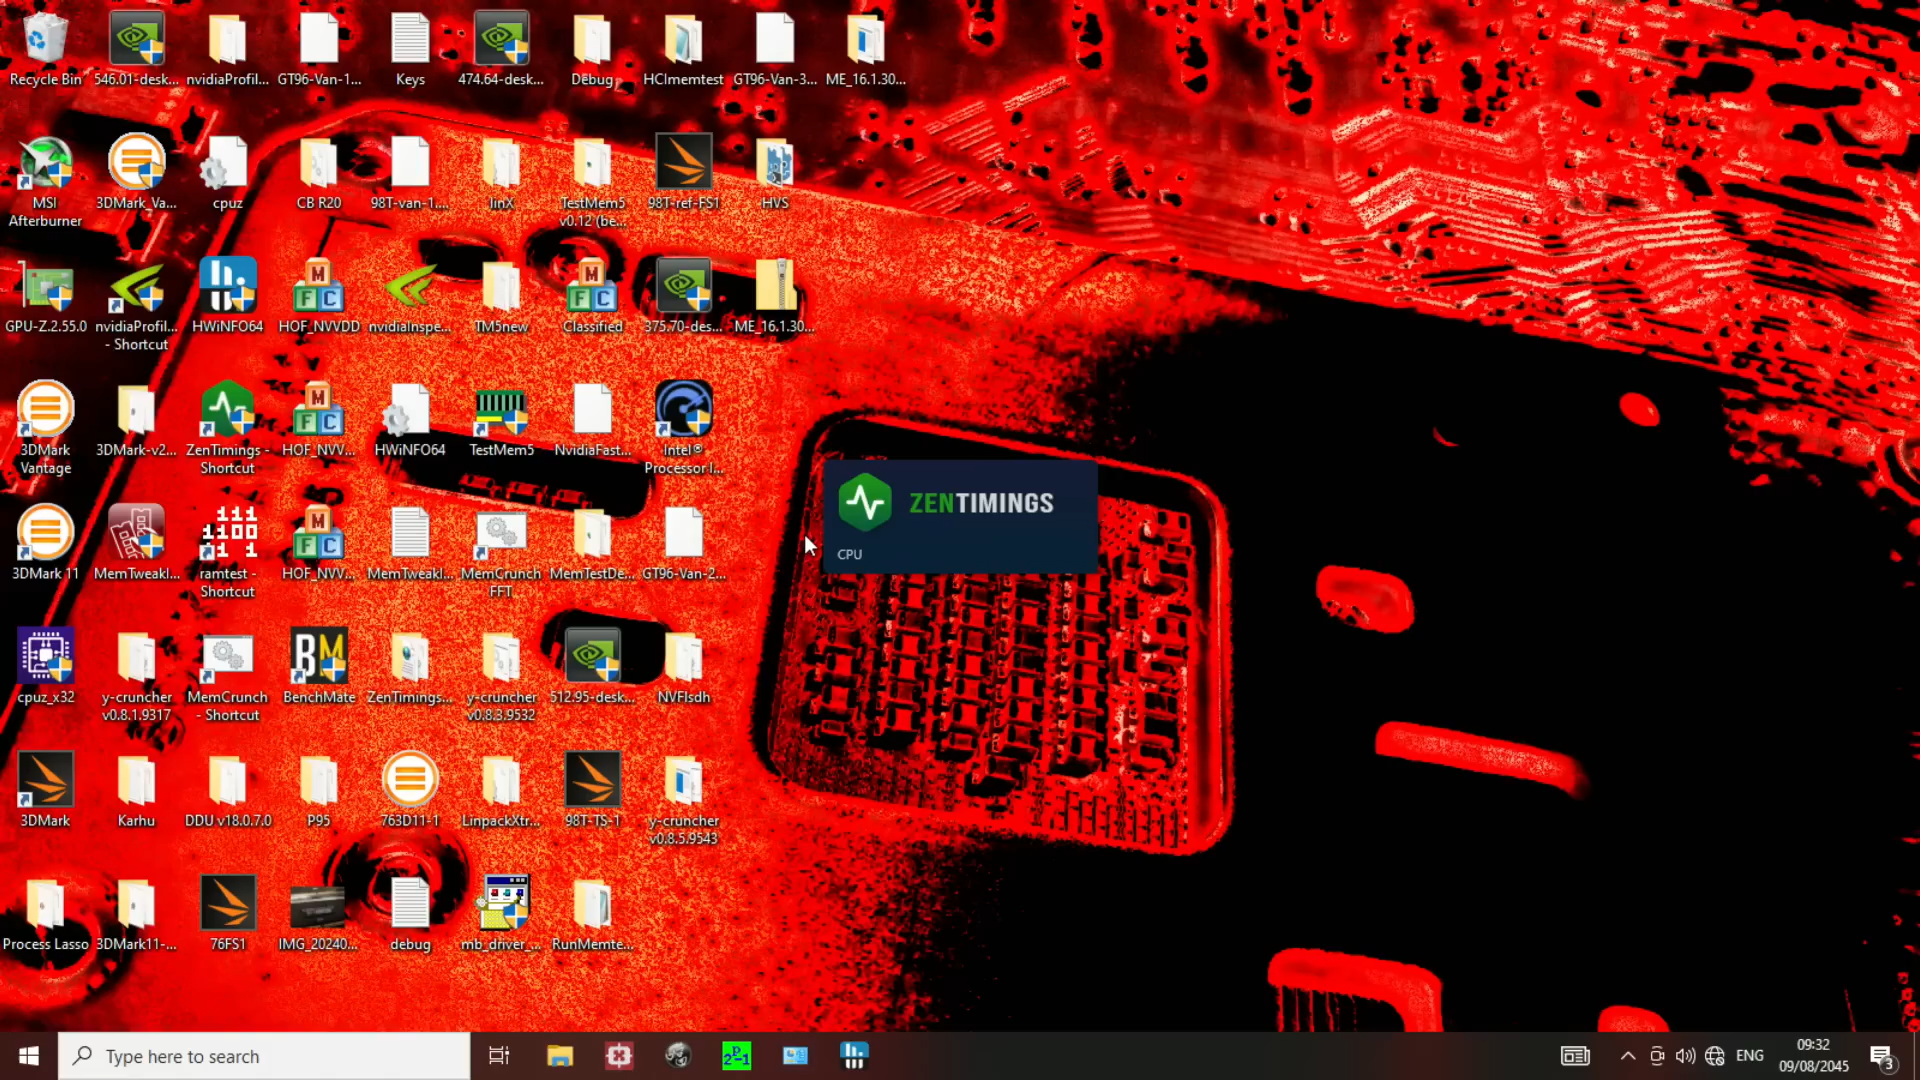 Recycle Bin
546.01-desk...
nvidiaProfil...
GT96-Van-1...
Keys
474.64-desk...
Debug
HCImemtest
GT96-Van-3...
ME_16.1.30...
MSI
Afterburner
3DMark_Va...
cpuz
CB R20
98T-van-1....
linX
TestMem5
v0.12 (be...
98T-ref-FS1
HVS
GPU-Z.2.55.0
nvidiaProfil...
- Shortcut
HWiNFO64
HOF_NVVDD
nvidiaInspe...
TM5new
Classified
375.70-des...
ME_16.1.30...
3DMark
Vantage
3DMark-v2...
ZenTimings -
Shortcut
HOF_NVV...
HWiNFO64
TestMem5
NvidiaFast...
Intel®
Processor I...
3DMark 11
MemTweakI...
ramtest -
Shortcut
HOF_NVV...
MemTweakI...
MemCrunch
FFT
MemTestDe...
GT96-Van-2...
ZENTIMINGS
CPU
cpuz_x32
y-cruncher
v0.8.1.9317
MemCrunch
- Shortcut
BM
BenchMate
ZenTimings...
y-cruncher
v0.8.3.9532
512.95-desk...
NVFlsdh
3DMark
Karhu
DDU v18.0.7.0
P95
763D11-1
LinpackXtr...
98T-TS-1
y-cruncher
v0.8.5.9543
Process Lasso
3DMark11-...
76FS1
IMG_20240...
debug
mb_driver_...
RunMemte...
Type here to search
2P-1
ENG
09:32
09/08/2045
3